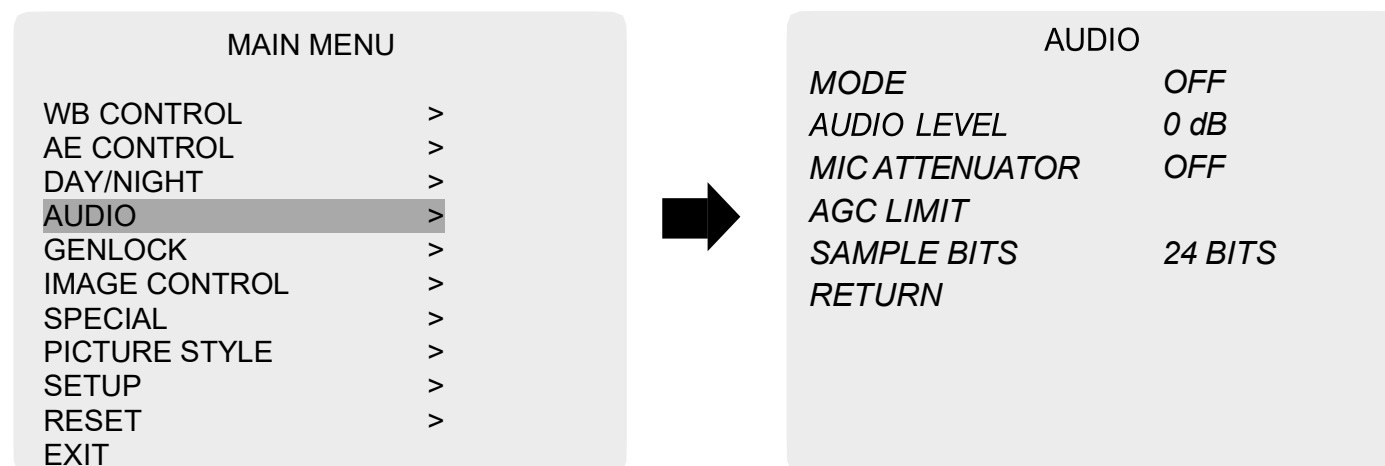 MAIN MENU
WB CONTROL >
AE CONTROL >
DAY/NIGHT >
AUDIO >
GENLOCK >
IMAGE CONTROL >
SPECIAL >
PICTURE STYLE >
SETUP >
RESET >
EXIT
AUDIO
MODE OFF
AUDIO LEVEL 0 dB
MIC ATTENUATOR OFF
AGC LIMIT
SAMPLE BITS 24 BITS
RETURN